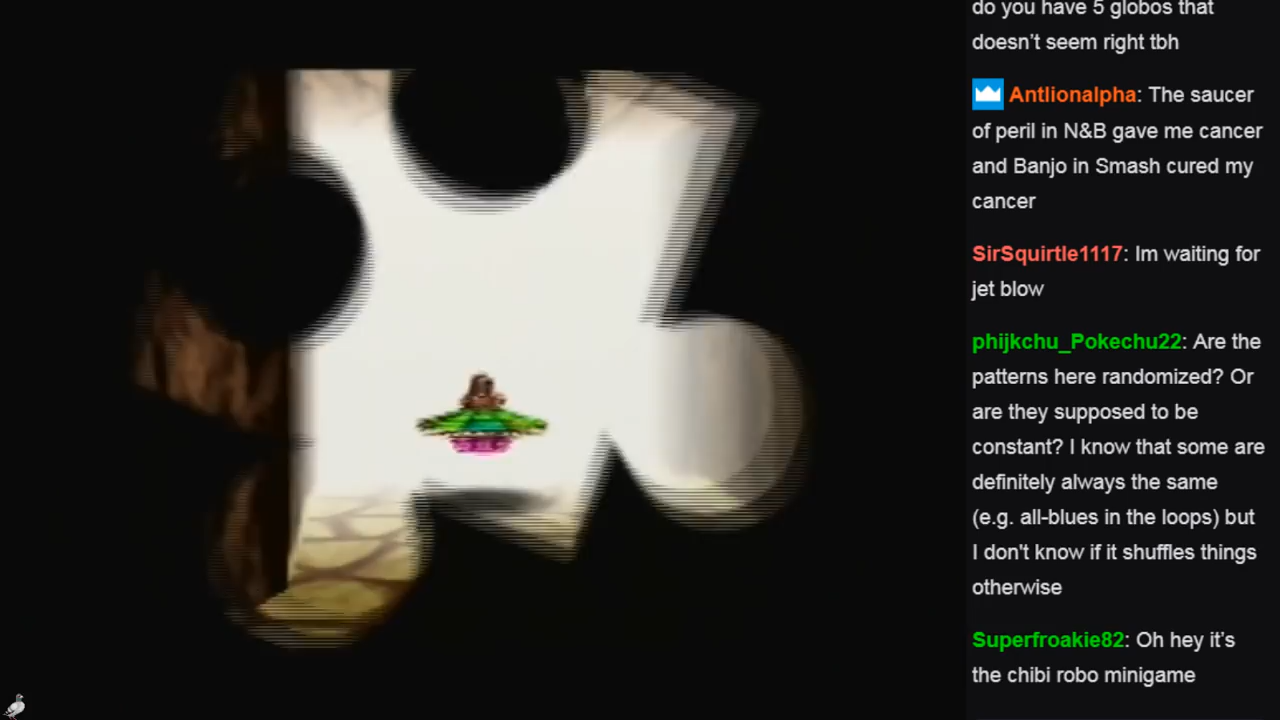 do you have 5 globos that
doesn’t seem right tbh
Antlionalpha: The saucer
of peril in N&B gave me cancer
and Banjo in Smash cured my
cancer
SirSquirtle1117: Im waiting for
jet blow
phijkchu_Pokechu22: Are the
patterns here randomized? Or
are they supposed to be
constant? I know that some are
definitely always the same
(e.g. all-blues in the loops) but
I don't know if it shuffles things
otherwise
Superfroakie82: Oh hey it’s
the chibi robo minigame